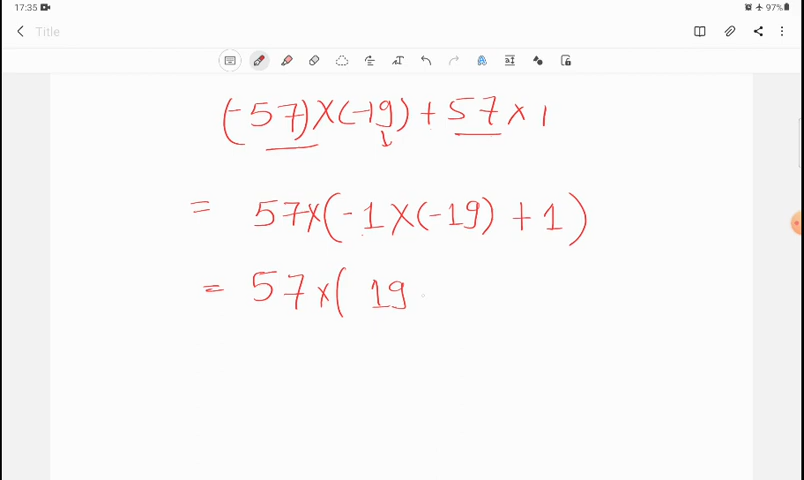 17:35 97%
Title
(-57)×(-19) + 57 × 1
= 57×(-1×(-19) + 1)
= 57×( 19